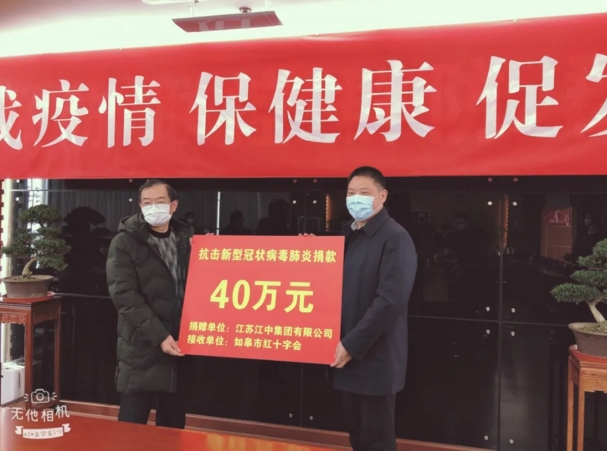 疫情 保健康 促发
抗击新型冠状病毒肺炎捐款
40万元
捐赠单位：江苏江中集团有限公司
接收单位：如皋市红十字会
无他相机